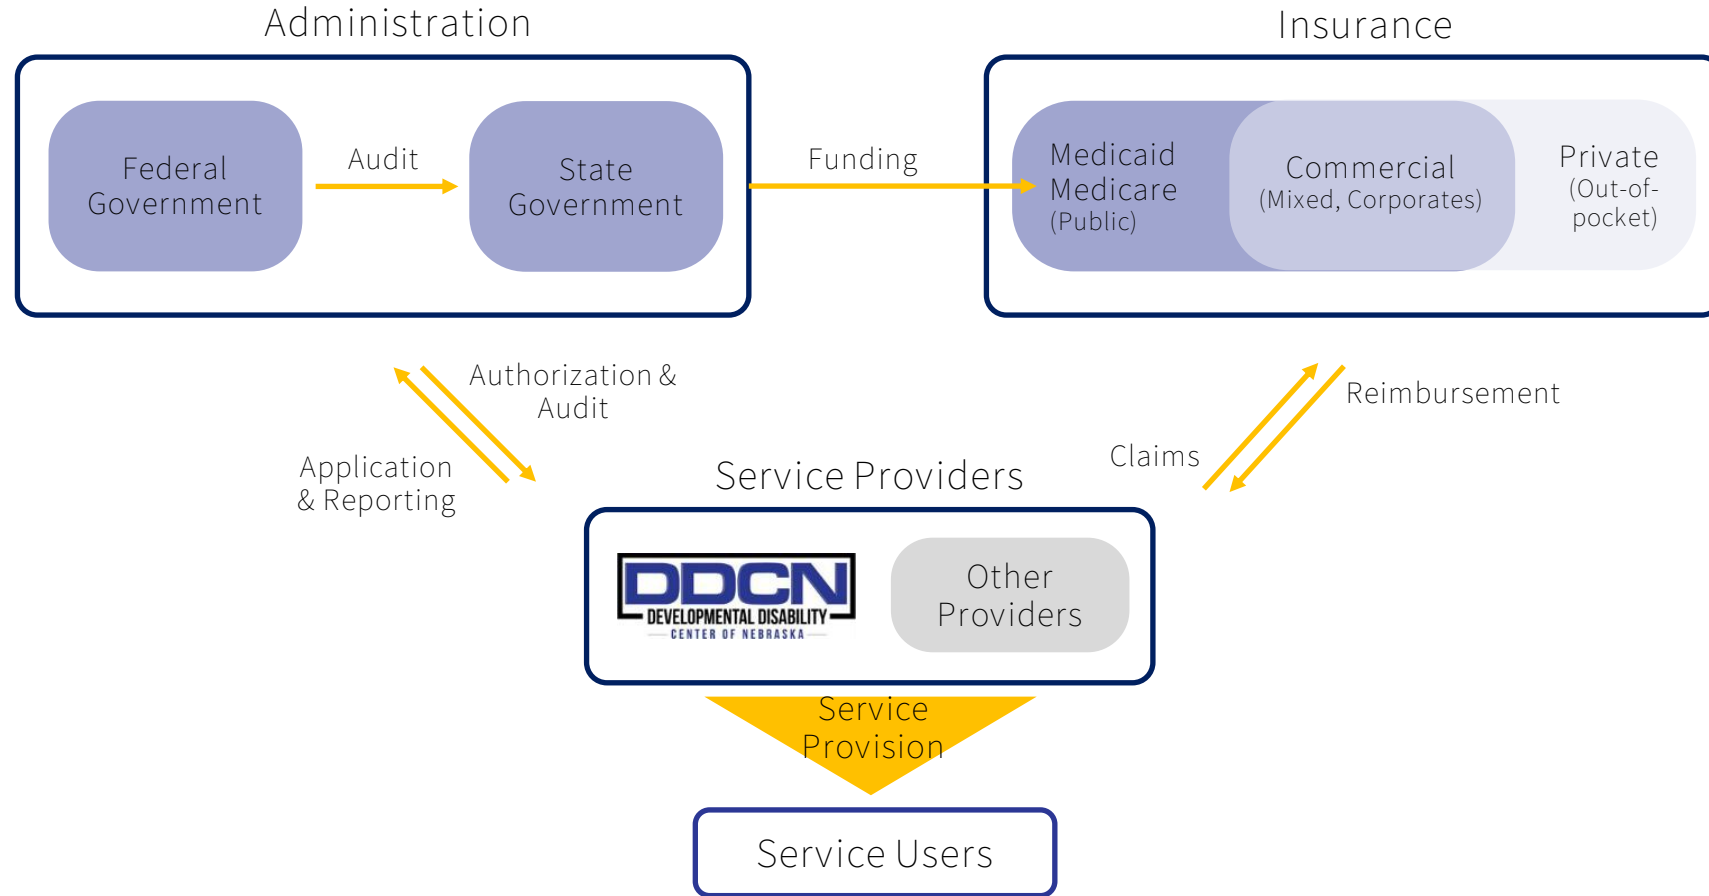 Administration
Insurance
Federal
Government
Audit
State
Government
Funding
Medicaid
Medicare
(Public)
Commercial
(Mixed, Corporates)
Private
(Out-of-
pocket)
Authorization &
Audit
Application
& Reporting
Claims
Reimbursement
Service Providers
DDCN
DEVELOPMENTAL DISABILITY
CENTER OF NEBRASKA
Other
Providers
Service
Provision
Service Users